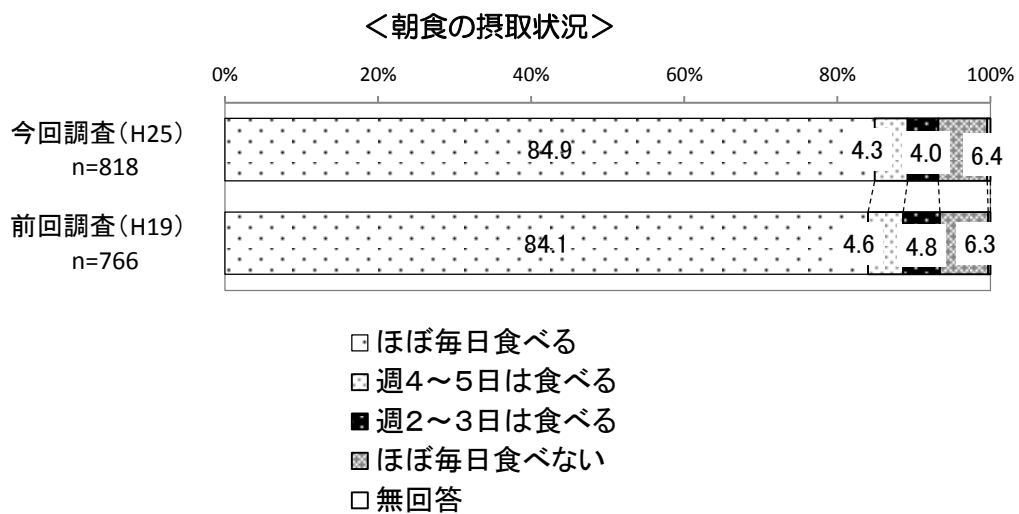 ＜朝食の摂取状況＞
0% 20% 40% 60% 80% 100%
今回調査（H25）
n=818
84.9 4.3 4.0 6.4
前回調査（H19）
n=766
84.1 4.6 4.8 6.3
ほぼ毎日食べる
週４～５日は食べる
週２～３日は食べる
ほぼ毎日食べない
無回答